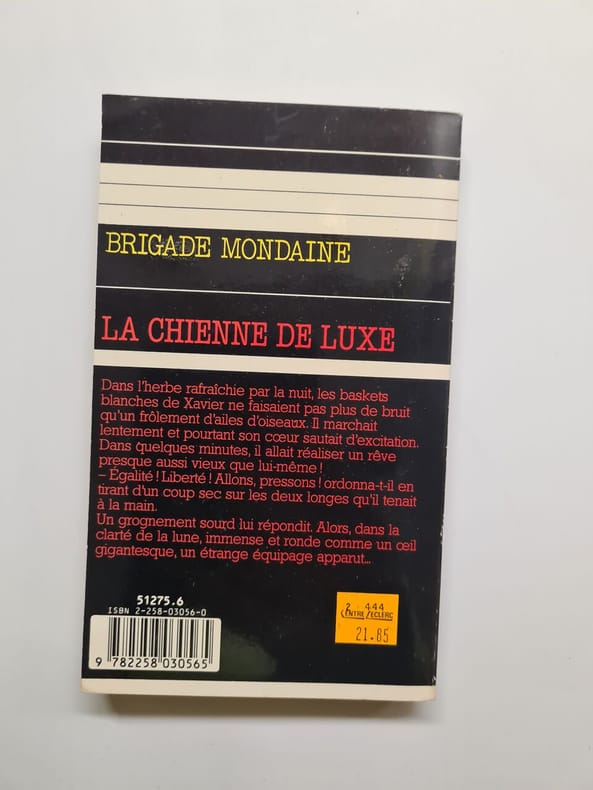 BRIGADE MONDAINE
LA CHIENNE DE LUXE
Dans l'herbe rafraîchie par la nuit, les baskets
blanches de Xavier ne faisaient pas plus de bruit
qu'un frôlement d'ailes d'oiseaux. Il marchait
lentement et pourtant son cœur sautait d'excitation.
Dans quelques minutes, il allait réaliser un rêve
presque aussi vieux que lui-même !
– Égalité ! Liberté ! Allons, pressons ! ordonna-t-il en
tirant d'un coup sec sur les deux longes qu'il tenait
à la main.
Un grognement sourd lui répondit. Alors, dans la
clarté de la lune, immense et ronde comme un œil
gigantesque, un étrange équipage apparut...
51275.6
ISBN 2-258-03056-0
9 782258 030565
2 444
CENTRE LECLERC
21.85